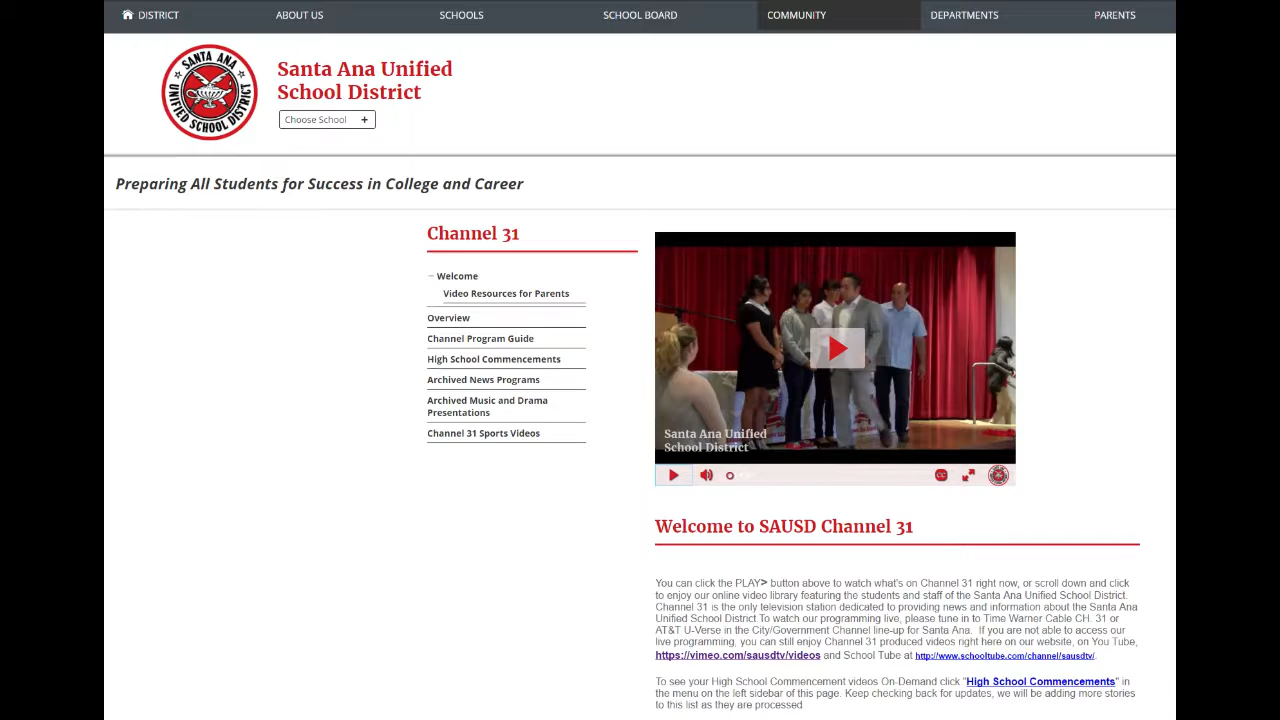 DISTRICT ABOUT US SCHOOLS SCHOOL BOARD COMMUNITY DEPARTMENTS PARENTS
SANTA ANA
UNIFIED SCHOOL DISTRICT
Santa Ana Unified
School District
Choose School +
Preparing All Students for Success in College and Career
Channel 31
Welcome
Video Resources for Parents
Overview
Channel Program Guide
High School Commencements
Archived News Programs
Archived Music and Drama
Presentations
Channel 31 Sports Videos
Santa Ana Unified
School District
CC
Welcome to SAUSD Channel 31
You can click the PLAY> button above to watch what's on Channel 31 right now, or scroll down and click
to enjoy our online video library featuring the students and staff of the Santa Ana Unified School District.
Channel 31 is the only television station dedicated to providing news and information about the Santa Ana
Unified School District.To watch our programming live, please tune in to Time Warner Cable CH. 31 or
AT&T U-Verse in the City/Government Channel line-up for Santa Ana. If you are not able to access our
live programming, you can still enjoy Channel 31 produced videos right here on our website, on You Tube,
https://vimeo.com/sausdtv/videos and School Tube at http://www.schooltube.com/channel/sausdtv/.
To see your High School Commencement videos On-Demand click "High School Commencements" in
the menu on the left sidebar of this page. Keep checking back for updates, we will be adding more stories
to this list as they are processed